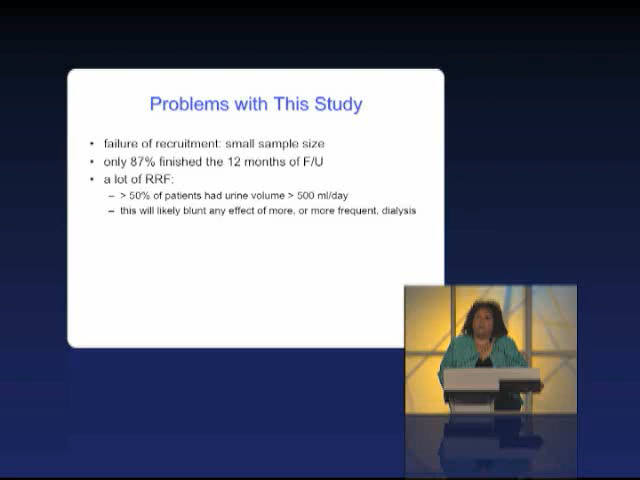 Problems with This Study
• failure of recruitment: small sample size
• only 87% finished the 12 months of F/U
• a lot of RRF:
– > 50% of patients had urine volume > 500 ml/day
– this will likely blunt any effect of more, or more frequent, dialysis